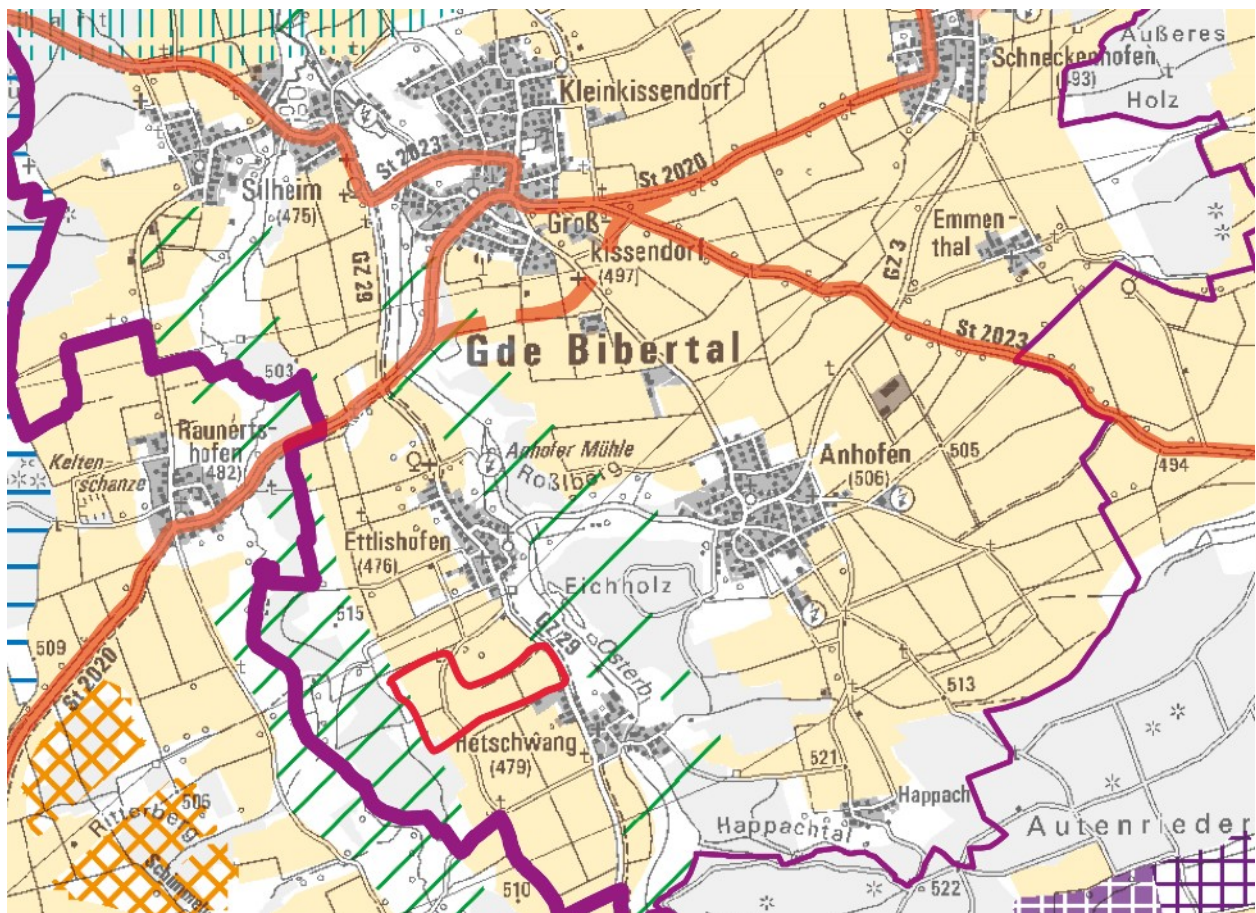 Äußeres
Schneckenhofen
Holz
Kleinkissendorf
St 2023
St 2020
Silheim
(475)
Emmen-
thal
Groß-
kissendorf
(497)
GZ 29
GZ 3
St 2023
Gde Bibertal
503
Raunerts-
hofen
(482)
Kelten-
schanze
Anhofer Mühle
Roßlberg
Anhofen
(506)
505
494
Ettlishofen
(476)
Eichholz
515
GZ 29
Osterb
509
St 2020
513
Hetschwang
(479)
521
506
Ritterberg
Happach
Happachtal
Autenrieder
510
522